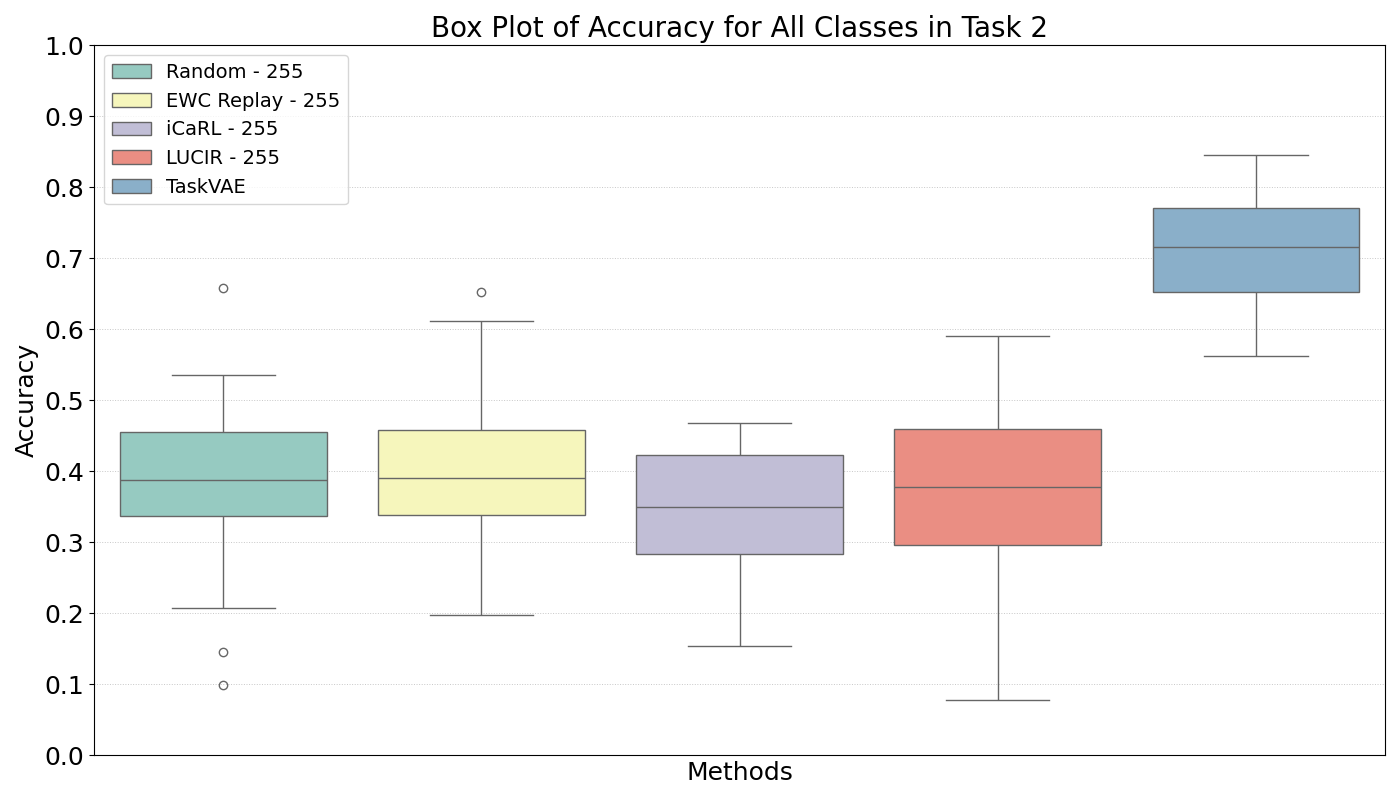 Box Plot of Accuracy for All Classes in Task 2
1.0
0.9
0.8
0.7
0.6
0.5
0.4
0.3
0.2
0.1
0.0
Accuracy
Random - 255
EWC Replay - 255
iCaRL - 255
LUCIR - 255
TaskVAE
Methods